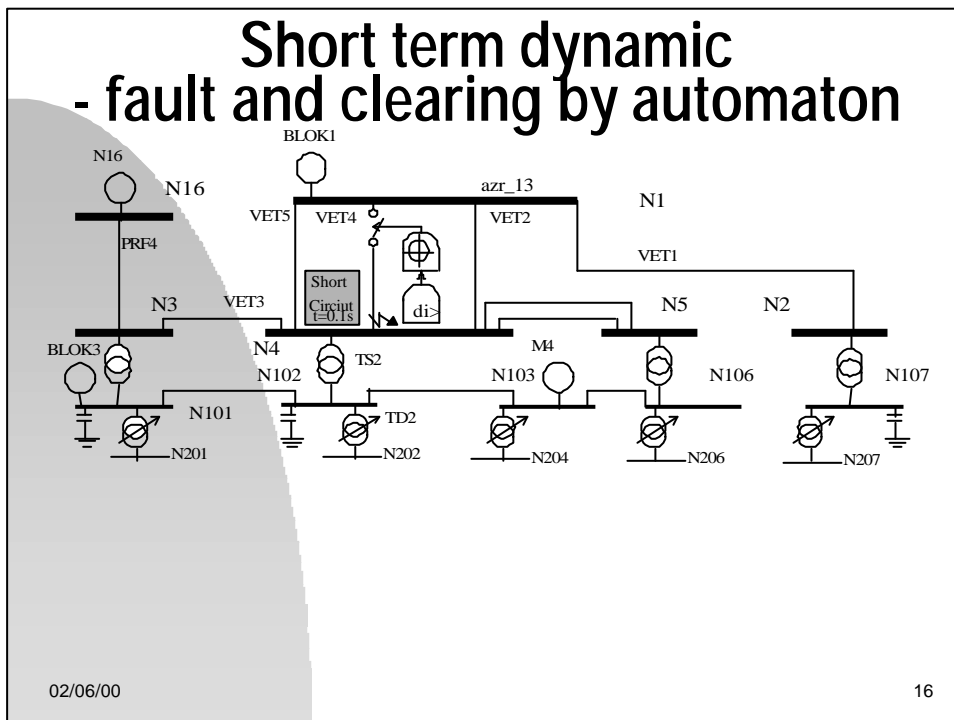 Short term dynamic
- fault and clearing by automaton
BLOK1
N16
N16
azr_13
N1
VET5
VET4
VET2
PRF4
VET1
Short
Circiut
t=0.1s
di>
N3
VET3
N5
N2
BLOK3
N4
TS2
M4
N102
N103
N106
N107
N101
TD2
N201
N202
N204
N206
N207
02/06/00
16